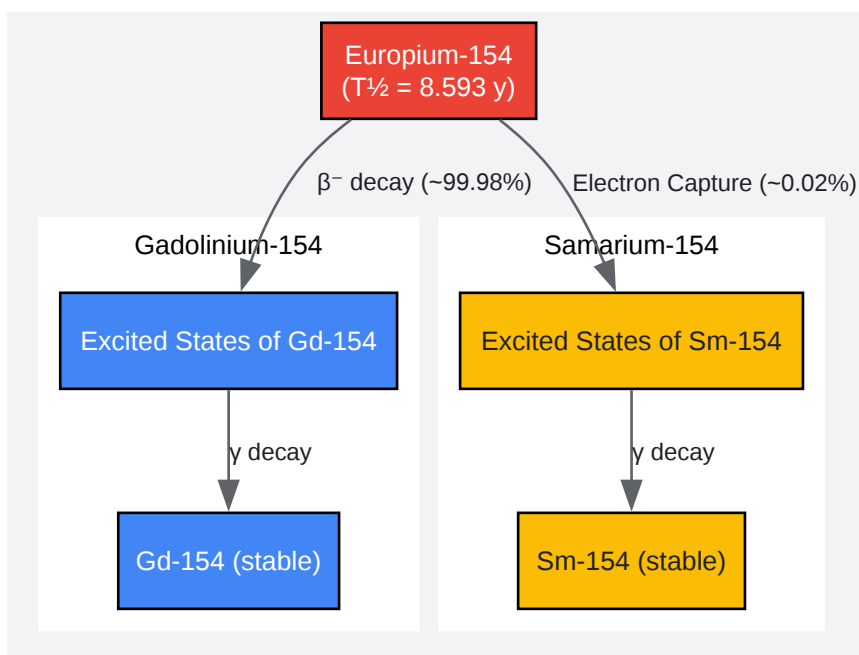 Europium-154
(T½ = 8.593 y)
β⁻ decay (~99.98%)
Electron Capture (~0.02%)
Gadolinium-154
Samarium-154
Excited States of Gd-154
Excited States of Sm-154
γ decay
γ decay
Gd-154 (stable)
Sm-154 (stable)